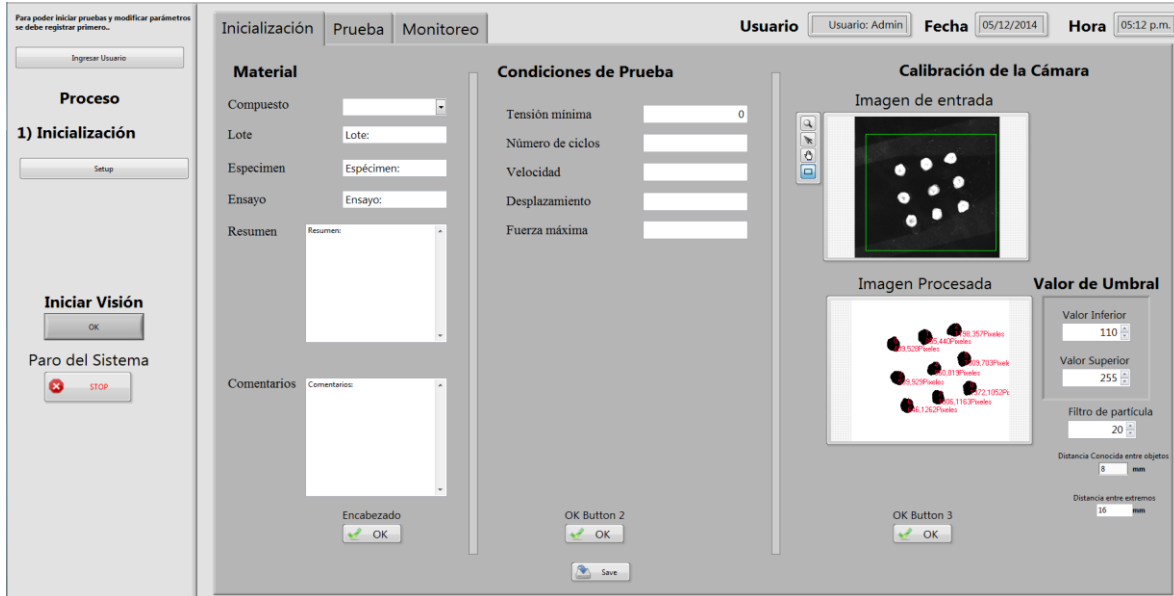 Para poder iniciar pruebas y modificar parámetros
se debe registrar primero..
Ingresar Usuario
Proceso
1) Inicialización
Setup
Iniciar Visión
OK
Paro del Sistema
STOP
Inicialización
Prueba
Monitoreo
Usuario
Usuario: Admin
Fecha
05/12/2014
Hora
05:12 p.m.
Material
Compuesto
Lote
Lote:
Especimen
Espécimen:
Ensayo
Ensayo:
Resumen
Resumen:
Comentarios
Comentarios:
Encabezado
OK
Condiciones de Prueba
Tensión mínima
0
Número de ciclos
Velocidad
Desplazamiento
Fuerza máxima
OK Button 2
OK
Save
Calibración de la Cámara
Imagen de entrada
Imagen Procesada
Valor de Umbral
Valor Inferior
110
Valor Superior
255
Filtro de partícula
20
Distancia Conocida entre objetos
8 mm
Distancia entre extremos
16 mm
OK Button 3
OK